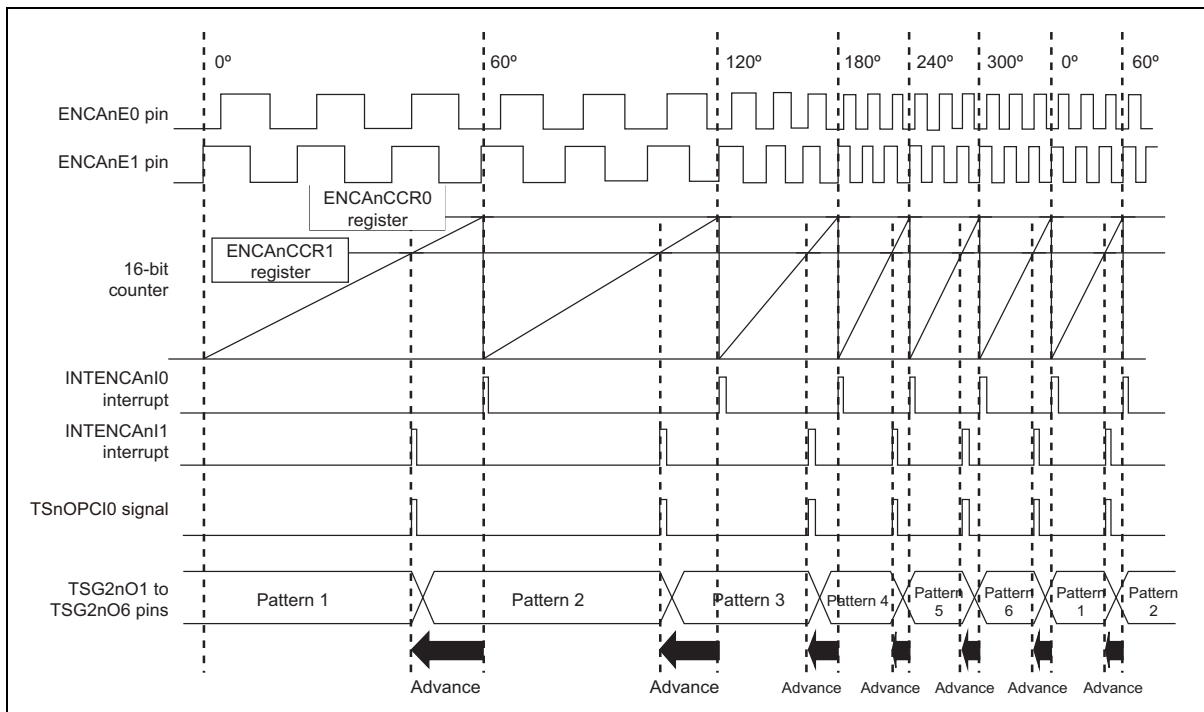 0º 60º 120º 180º 240º 300º 0º 60º
ENCAnE0 pin
ENCAnE1 pin
ENCAnCCR0
register
ENCAnCCR1
register
16-bit
counter
INTENCAnI0
interrupt
INTENCAnI1
interrupt
TSnOPCI0 signal
TSG2nO1 to
TSG2nO6 pins
Pattern 1
Pattern 2
Pattern 3
Pattern 4
Pattern
5
Pattern
6
Pattern
1
Pattern
2
Advance Advance Advance Advance Advance Advance Advance